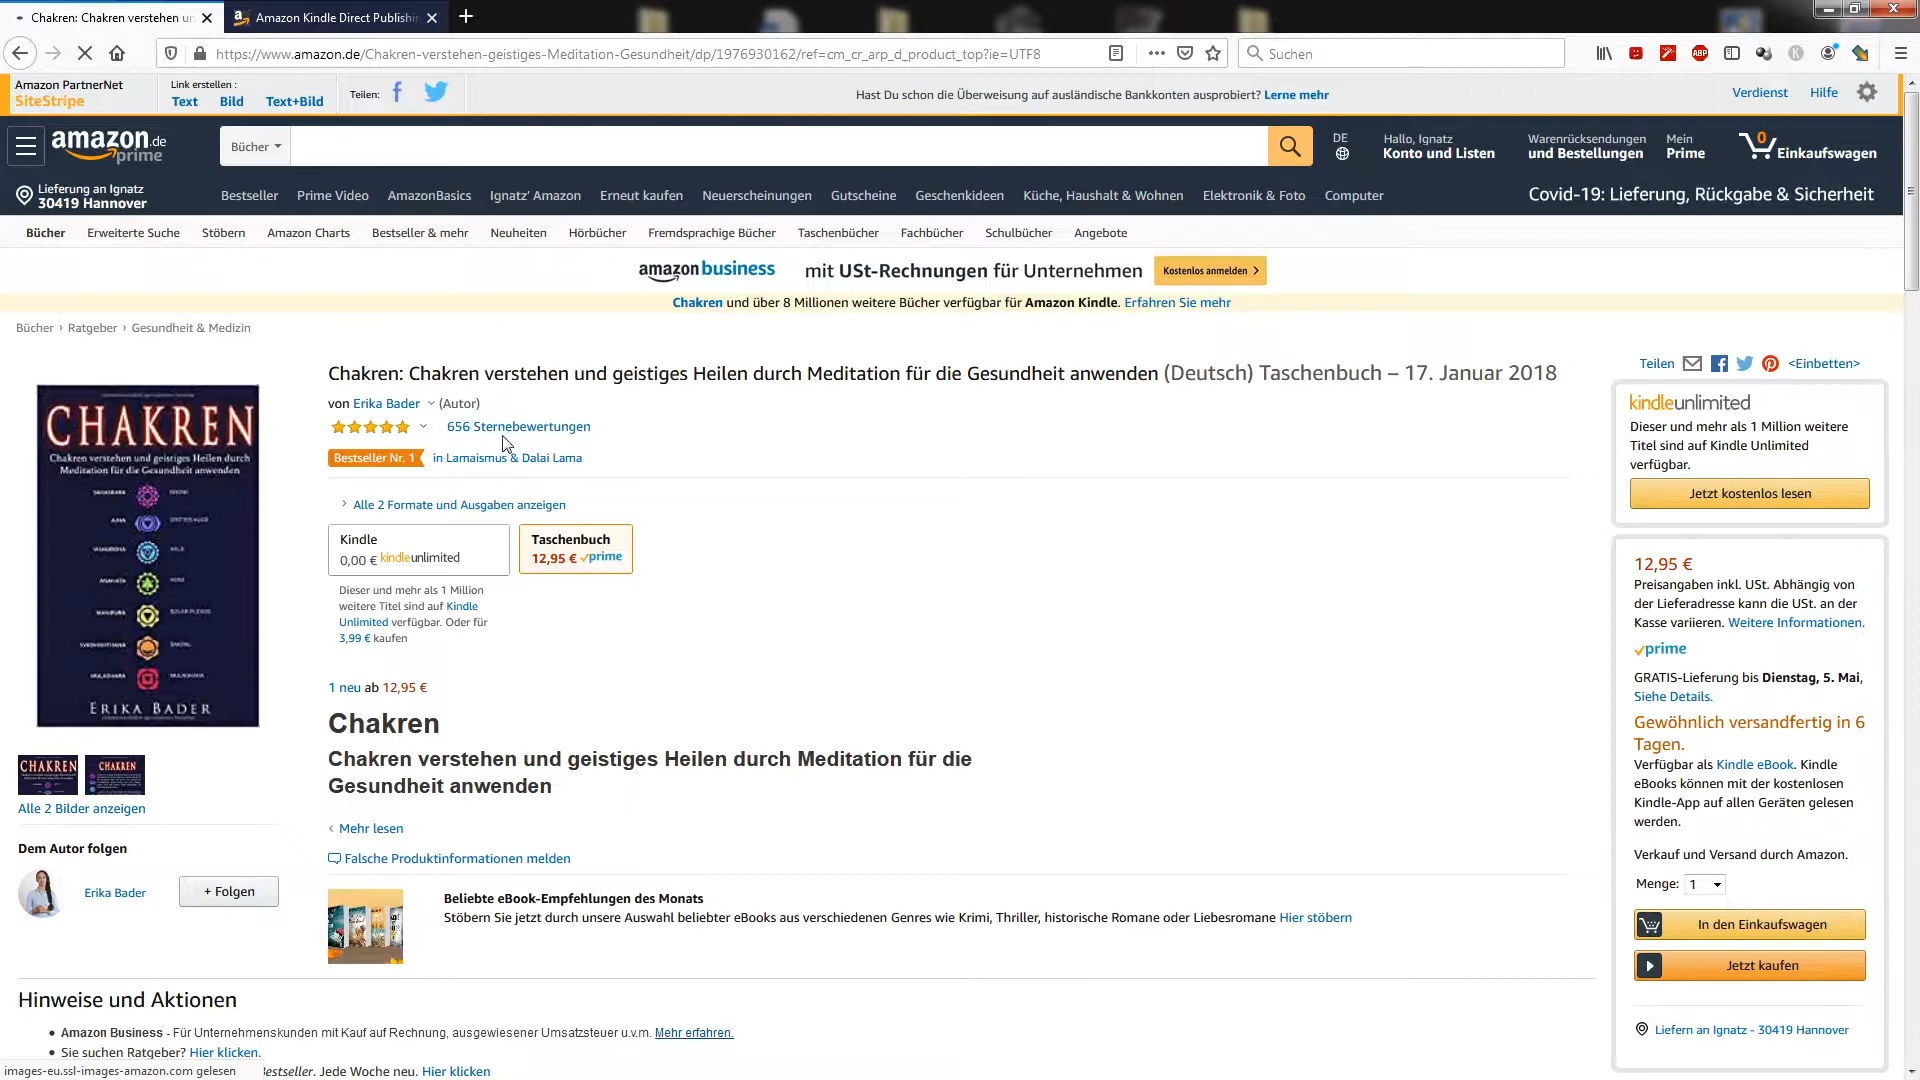 Chakren: Chakren verstehen un
Amazon Kindle Direct Publishin
https://www.amazon.de/Chakren-verstehen-geistiges-Meditation-Gesundheit/dp/1976930162/ref=cm_cr_arp_d_product_top?ie=UTF8
Suchen
ABP
Amazon PartnerNet
SiteStripe
Link erstellen :
Text Bild Text+Bild
Teilen:
Hast Du schon die Überweisung auf ausländische Bankkonten ausprobiert? Lerne mehr
Verdienst Hilfe
amazon.de
prime
Bücher
DE
Hallo, Ignatz
Konto und Listen
Warenrücksendungen
und Bestellungen
Mein
Prime
0
Einkaufswagen
Lieferung an Ignatz
30419 Hannover
Bestseller Prime Video AmazonBasics Ignatz' Amazon Erneut kaufen Neuerscheinungen Gutscheine Geschenkideen Küche, Haushalt & Wohnen Elektronik & Foto Computer
Covid-19: Lieferung, Rückgabe & Sicherheit
Bücher Erweiterte Suche Stöbern Amazon Charts Bestseller & mehr Neuheiten Hörbücher Fremdsprachige Bücher Taschenbücher Fachbücher Schulbücher Angebote
amazon business mit USt-Rechnungen für Unternehmen Kostenlos anmelden >
Chakren und über 8 Millionen weitere Bücher verfügbar für Amazon Kindle. Erfahren Sie mehr
Bücher › Ratgeber › Gesundheit & Medizin
CHAKREN
Chakren verstehen und geistiges Heilen durch
Meditation für die Gesundheit anwenden
ERIKA BADER
CHAKREN
CHAKREN
Alle 2 Bilder anzeigen
Dem Autor folgen
Erika Bader
+ Folgen
Chakren: Chakren verstehen und geistiges Heilen durch Meditation für die Gesundheit anwenden (Deutsch) Taschenbuch – 17. Januar 2018
von Erika Bader (Autor)
656 Sternebewertungen
Bestseller Nr. 1 in Lamaismus & Dalai Lama
Alle 2 Formate und Ausgaben anzeigen
Kindle
0,00 € kindleunlimited
Taschenbuch
12,95 € prime
Dieser und mehr als 1 Million
weitere Titel sind auf Kindle
Unlimited verfügbar. Oder für
3,99 € kaufen
1 neu ab 12,95 €
Chakren
Chakren verstehen und geistiges Heilen durch Meditation für die
Gesundheit anwenden
‹ Mehr lesen
Falsche Produktinformationen melden
Beliebte eBook-Empfehlungen des Monats
Stöbern Sie jetzt durch unsere Auswahl beliebter eBooks aus verschiedenen Genres wie Krimi, Thriller, historische Romane oder Liebesromane Hier stöbern
Teilen <Einbetten>
kindleunlimited
Dieser und mehr als 1 Million weitere
Titel sind auf Kindle Unlimited
verfügbar.
Jetzt kostenlos lesen
12,95 €
Preisangaben inkl. USt. Abhängig von
der Lieferadresse kann die USt. an der
Kasse variieren. Weitere Informationen.
prime
GRATIS-Lieferung bis Dienstag, 5. Mai,
Siehe Details.
Gewöhnlich versandfertig in 6
Tagen.
Verfügbar als Kindle eBook. Kindle
eBooks können mit der kostenlosen
Kindle-App auf allen Geräten gelesen
werden.
Verkauf und Versand durch Amazon.
Menge: 1
In den Einkaufswagen
Jetzt kaufen
Liefern an Ignatz - 30419 Hannover
Hinweise und Aktionen
• Amazon Business - Für Unternehmenskunden mit Kauf auf Rechnung, ausgewiesener Umsatzsteuer u.v.m. Mehr erfahren.
• Sie suchen Ratgeber? Hier klicken.
Bestseller. Jede Woche neu. Hier klicken
images-eu.ssl-images-amazon.com gelesen